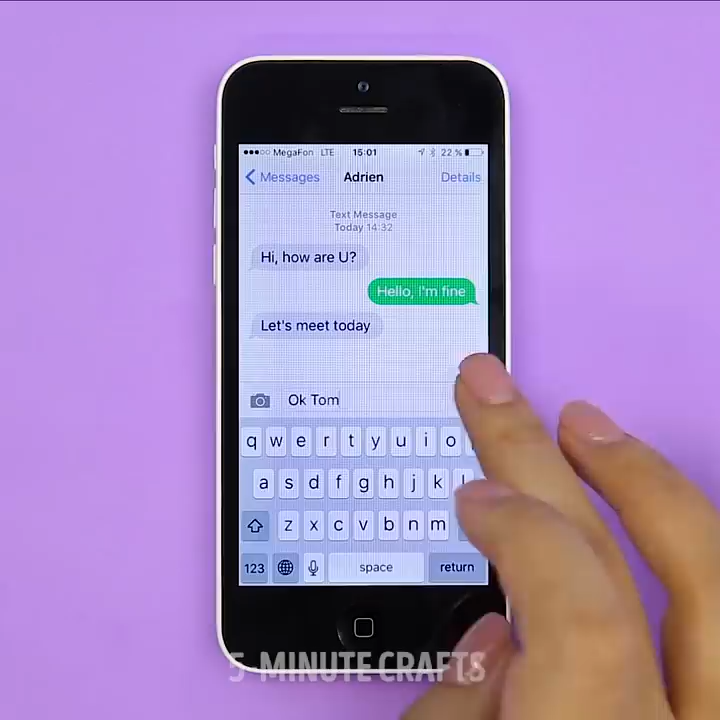 MegaFon LTE 15:01 22 %
Messages Adrien Details
Text Message
Today 14:32
Hi, how are U?
Hello, I'm fine
Let's meet today
Ok Tom
q w e r t y u i o
a s d f g h j k l
z x c v b n m
123 space return
5-MINUTE CRAFTS